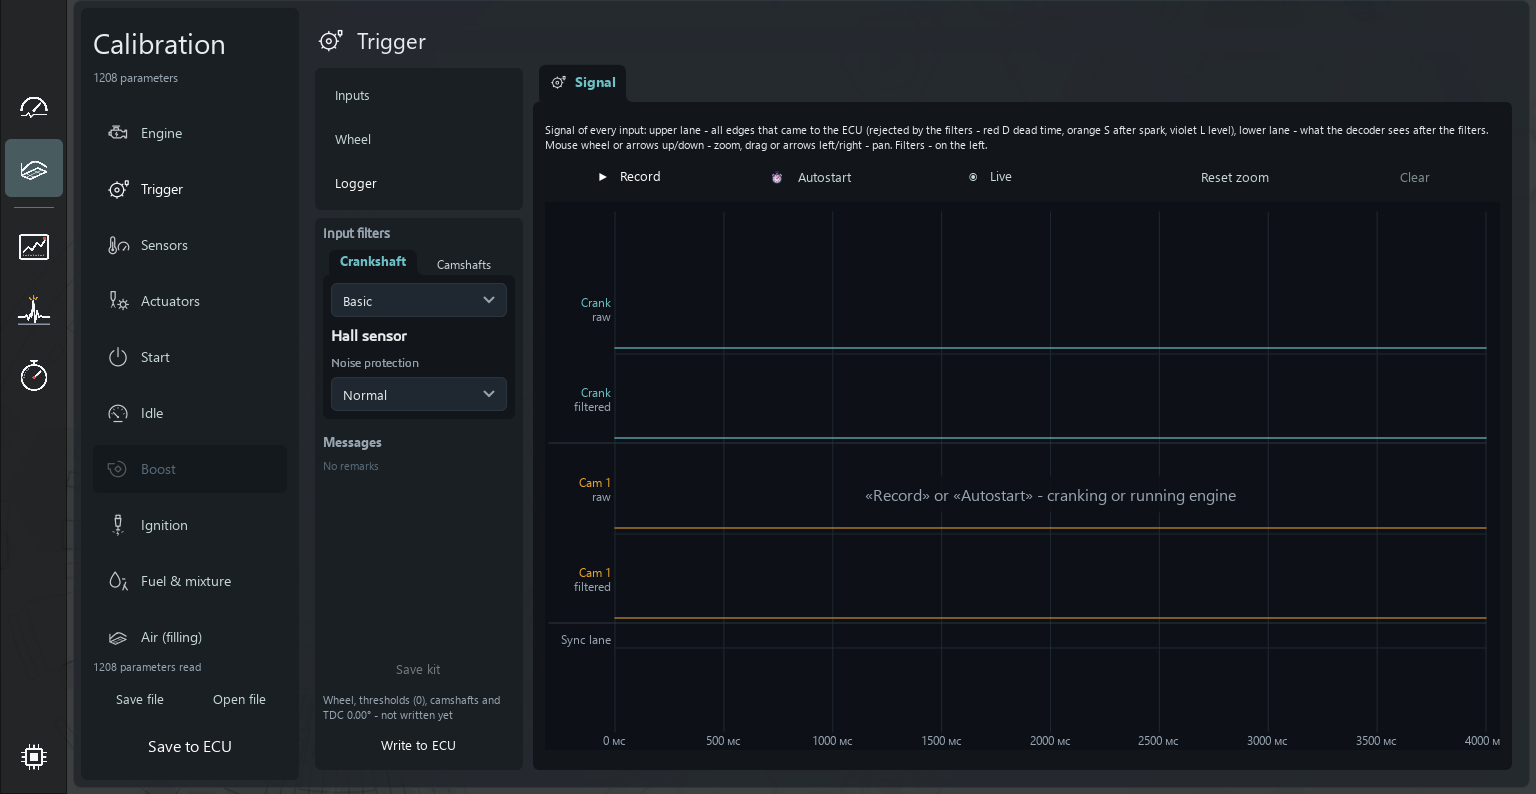 Calibration
1208 parameters
Engine
Trigger
Sensors
Actuators
Start
Idle
Boost
Ignition
Fuel & mixture
Air (filling)
1208 parameters read
Save file
Open file
Save to ECU
Trigger
Inputs
Wheel
Logger
Input filters
Crankshaft
Camshafts
Basic
Hall sensor
Noise protection
Normal
Messages
No remarks
Save kit
Wheel, thresholds (0), camshafts and
TDC 0.00° - not written yet
Write to ECU
Signal
Signal of every input: upper lane - all edges that came to the ECU (rejected by the filters - red D dead time, orange S after spark, violet L level), lower lane - what the decoder sees after the filters.
Mouse wheel or arrows up/down - zoom, drag or arrows left/right - pan. Filters - on the left.
Record
Autostart
Live
Reset zoom
Clear
Crank
raw
Crank
filtered
Cam 1
raw
«Record» or «Autostart» - cranking or running engine
Cam 1
filtered
Sync lane
0 мс
500 мс
1000 мс
1500 мс
2000 мс
2500 мс
3000 мс
3500 мс
4000 м